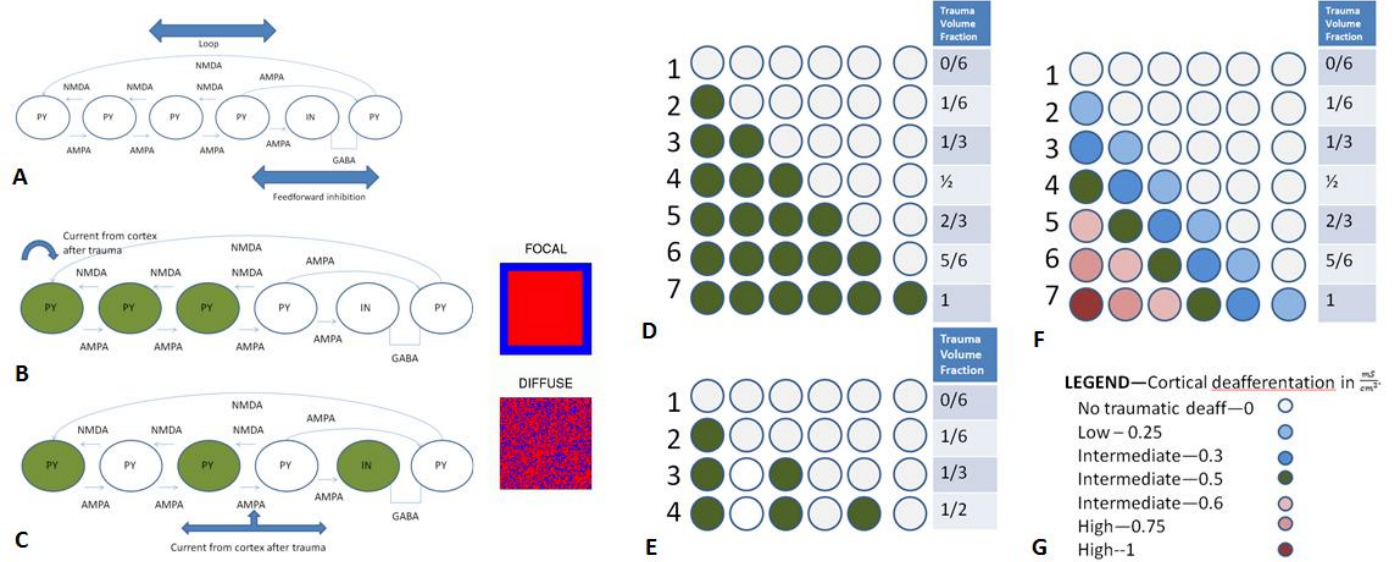 Loop
NMDA
AMPA
NMDA NMDA NMDA
PY PY PY PY IN PY
AMPA AMPA AMPA AMPA
GABA
Feedforward inhibition
A
Current from cortex
after trauma
NMDA
AMPA
NMDA NMDA NMDA
PY PY PY PY IN PY
AMPA AMPA AMPA AMPA
GABA
B
FOCAL
DIFFUSE
NMDA
AMPA
NMDA NMDA NMDA
PY PY PY PY IN PY
AMPA AMPA AMPA AMPA
GABA
Current from cortex after trauma
C
Trauma
Volume
Fraction
1 0/6
2 1/6
3 1/3
4 ½
5 2/3
6 5/6
7 1
D
Trauma
Volume
Fraction
1 0/6
2 1/6
3 1/3
4 1/2
E
Trauma
Volume
Fraction
1 0/6
2 1/6
3 1/3
4 ½
5 2/3
6 5/6
7 1
F
LEGEND—Cortical deafferentation in mS/cm².
No traumatic deaff—0
Low – 0.25
Intermediate—0.3
Intermediate—0.5
Intermediate—0.6
High—0.75
High--1
G